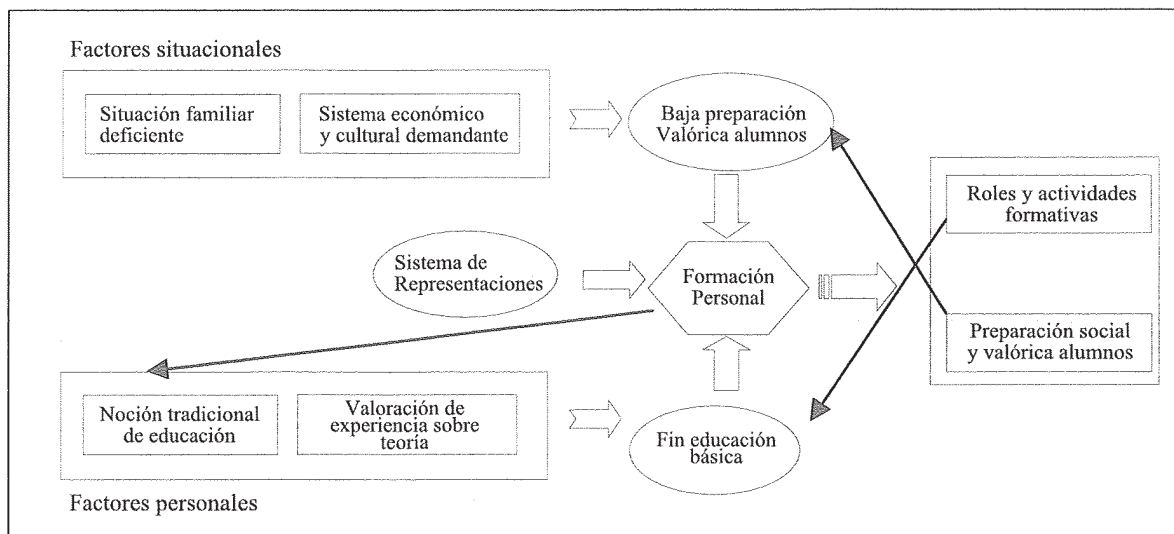 Factores situacionales
Situación familiar
deficiente
Sistema económico
y cultural demandante
Baja preparación
Valórica alumnos
Roles y actividades
formativas
Sistema de
Representaciones
Formación
Personal
Preparación social
y valórica alumnos
Noción tradicional
de educación
Valoración de
experiencia sobre
teoría
Fin educación
básica
Factores personales